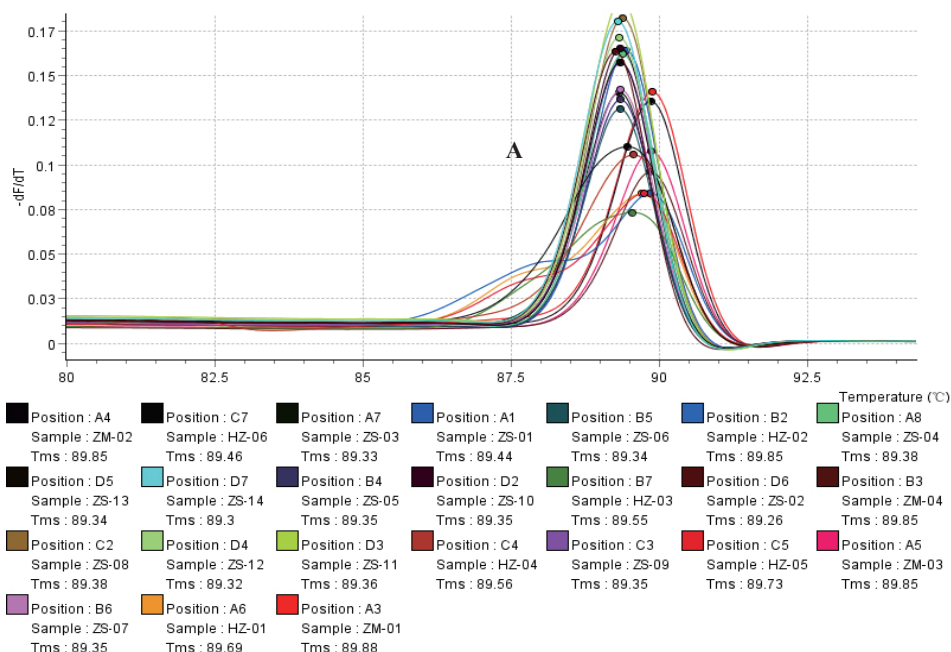 0.17
0.15
0.12
0.1
0.08
0.05
0.03
0
-dF/dT
A
80
82.5
85
87.5
90
92.5
Temperature (℃)
Position : A4
Sample : ZM-02
Tms : 89.85
Position : C7
Sample : HZ-06
Tms : 89.46
Position : A7
Sample : ZS-03
Tms : 89.33
Position : A1
Sample : ZS-01
Tms : 89.44
Position : B5
Sample : ZS-06
Tms : 89.34
Position : B2
Sample : HZ-02
Tms : 89.85
Position : A8
Sample : ZS-04
Tms : 89.38
Position : D5
Sample : ZS-13
Tms : 89.34
Position : D7
Sample : ZS-14
Tms : 89.3
Position : B4
Sample : ZS-05
Tms : 89.35
Position : D2
Sample : ZS-10
Tms : 89.35
Position : B7
Sample : HZ-03
Tms : 89.55
Position : D6
Sample : ZS-02
Tms : 89.26
Position : B3
Sample : ZM-04
Tms : 89.85
Position : C2
Sample : ZS-08
Tms : 89.38
Position : D4
Sample : ZS-12
Tms : 89.32
Position : D3
Sample : ZS-11
Tms : 89.36
Position : C4
Sample : HZ-04
Tms : 89.56
Position : C3
Sample : ZS-09
Tms : 89.35
Position : C5
Sample : HZ-05
Tms : 89.73
Position : A5
Sample : ZM-03
Tms : 89.85
Position : B6
Sample : ZS-07
Tms : 89.35
Position : A6
Sample : HZ-01
Tms : 89.69
Position : A3
Sample : ZM-01
Tms : 89.88